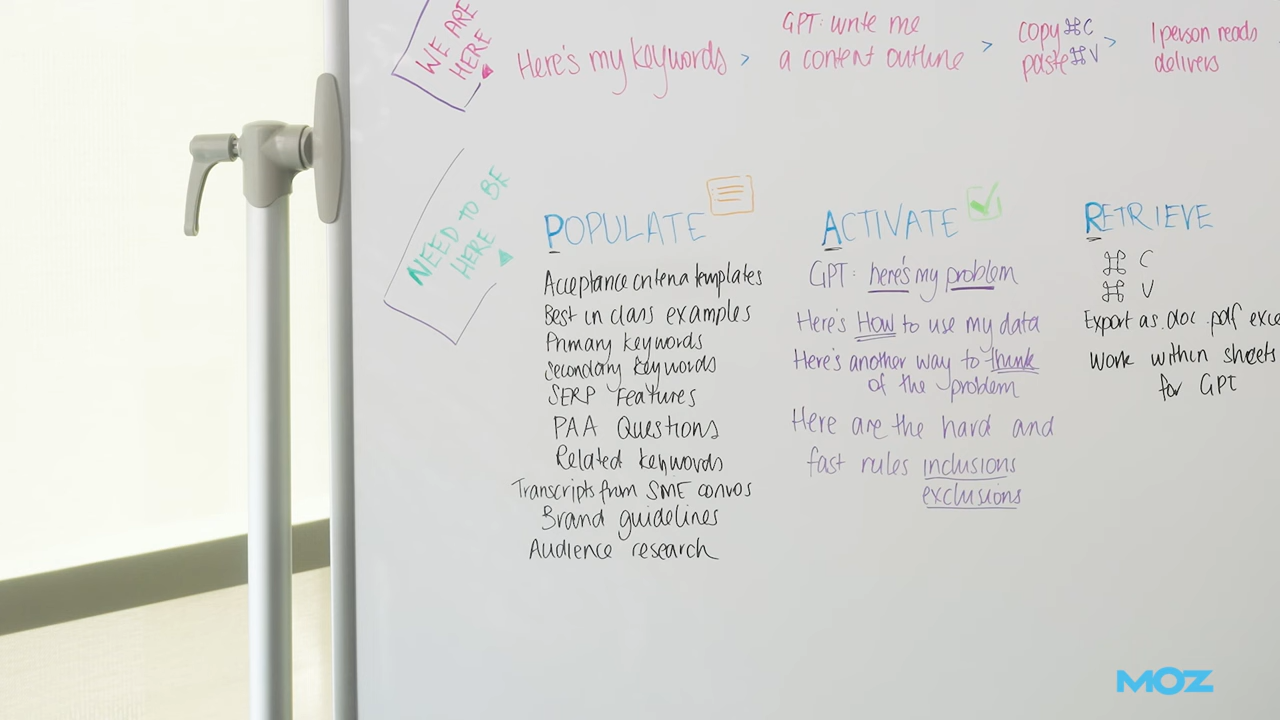 WE ARE
HERE
Here's my keywords >
GPT: write me
a content outline >
copy ⌘C
paste ⌘V >
1 person reads
delivers
NEED TO BE
HERE
POPULATE
Acceptance criteria templates
Best in class examples
Primary keywords
Secondary keywords
SERP Features
PAA Questions
Related keywords
Transcripts from SME convos
Brand guidelines
Audience research
ACTIVATE
GPT: here's my problem
Here's HOW to use my data
Here's another way to think
of the problem
Here are the hard and
fast rules inclusions
exclusions
RETRIEVE
⌘ C
⌘ V
Export as .doc .pdf exce
Work within sheets
for GPT
MOZ